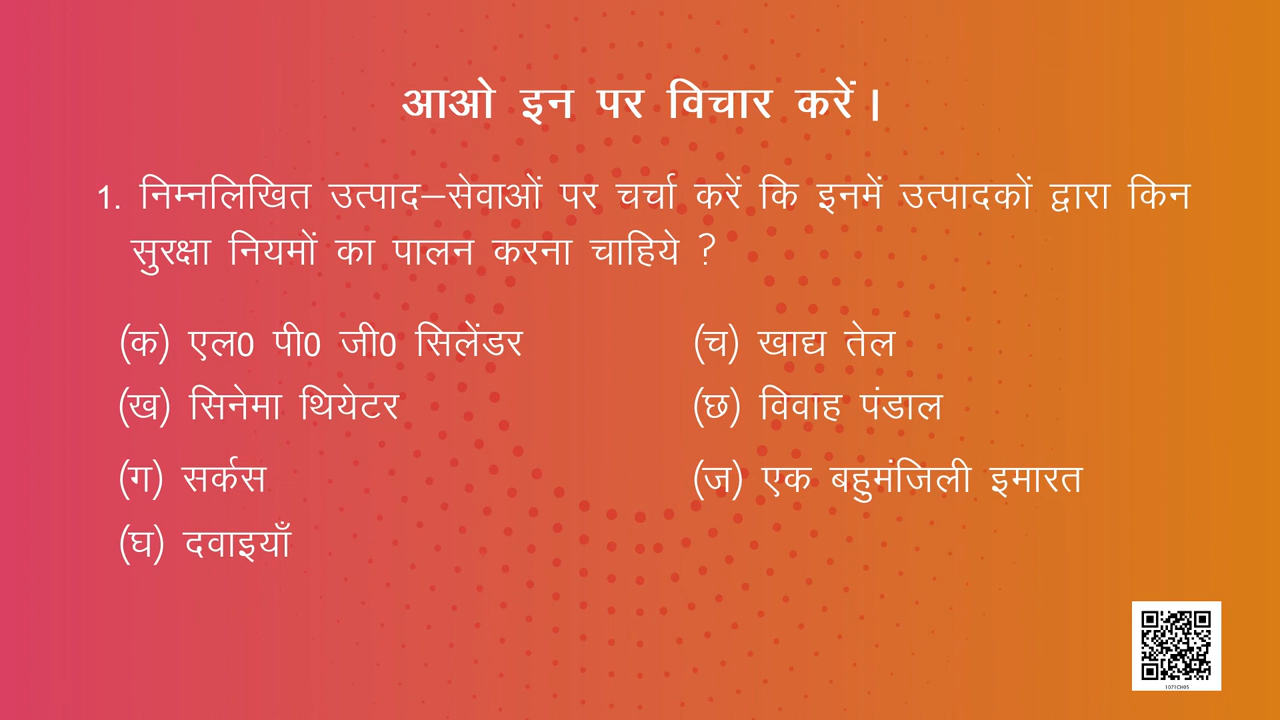 आओ इन पर विचार करें।
1. निम्नलिखित उत्पाद–सेवाओं पर चर्चा करें कि इनमें उत्पादकों द्वारा किन
सुरक्षा नियमों का पालन करना चाहिये ?
(क) एल0 पी0 जी0 सिलेंडर
(ख) सिनेमा थियेटर
(ग) सर्कस
(घ) दवाइयाँ
(च) खाद्य तेल
(छ) विवाह पंडाल
(ज) एक बहुमंजिली इमारत
1071CH05